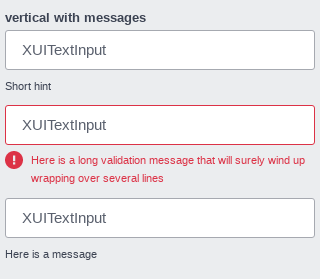 vertical with messages
XUITextInput
Short hint
XUITextInput
Here is a long validation message that will surely wind up
wrapping over several lines
XUITextInput
Here is a message